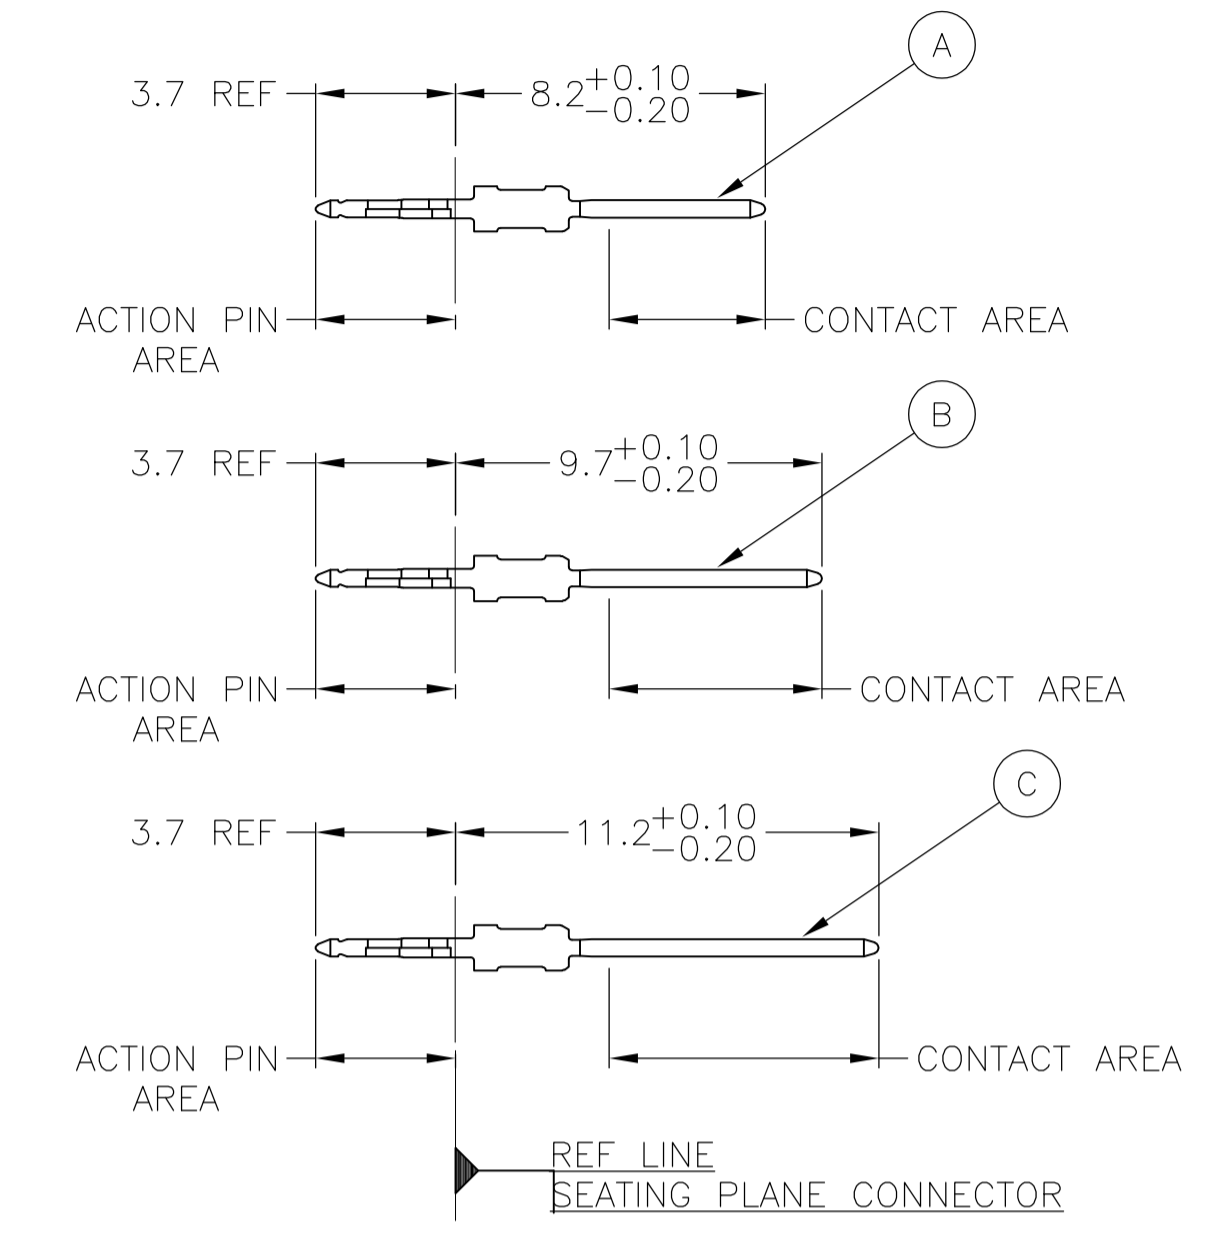 A
3.7 REF
8.2 +0.10
-0.20
ACTION PIN
AREA
CONTACT AREA
B
3.7 REF
9.7 +0.10
-0.20
ACTION PIN
AREA
CONTACT AREA
C
3.7 REF
11.2 +0.10
-0.20
ACTION PIN
AREA
CONTACT AREA
REF LINE
SEATING PLANE CONNECTOR